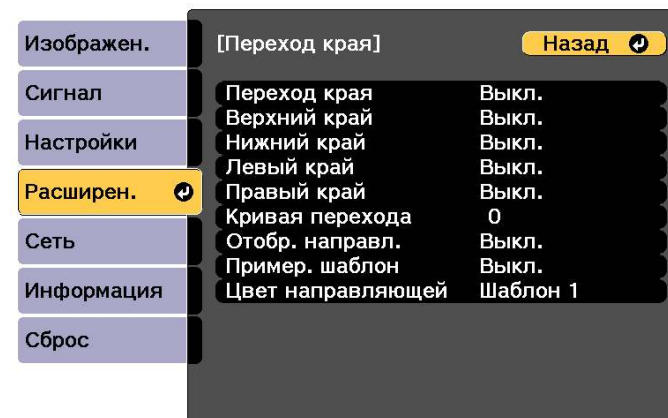 Изображен.
Сигнал
Настройки
Расширен.
Сеть
Информация
Сброс
[Переход края] Назад
Переход края Выкл.
Верхний край Выкл.
Нижний край Выкл.
Левый край Выкл.
Правый край Выкл.
Кривая перехода 0
Отобр. направл. Выкл.
Пример. шаблон Выкл.
Цвет направляющей Шаблон 1